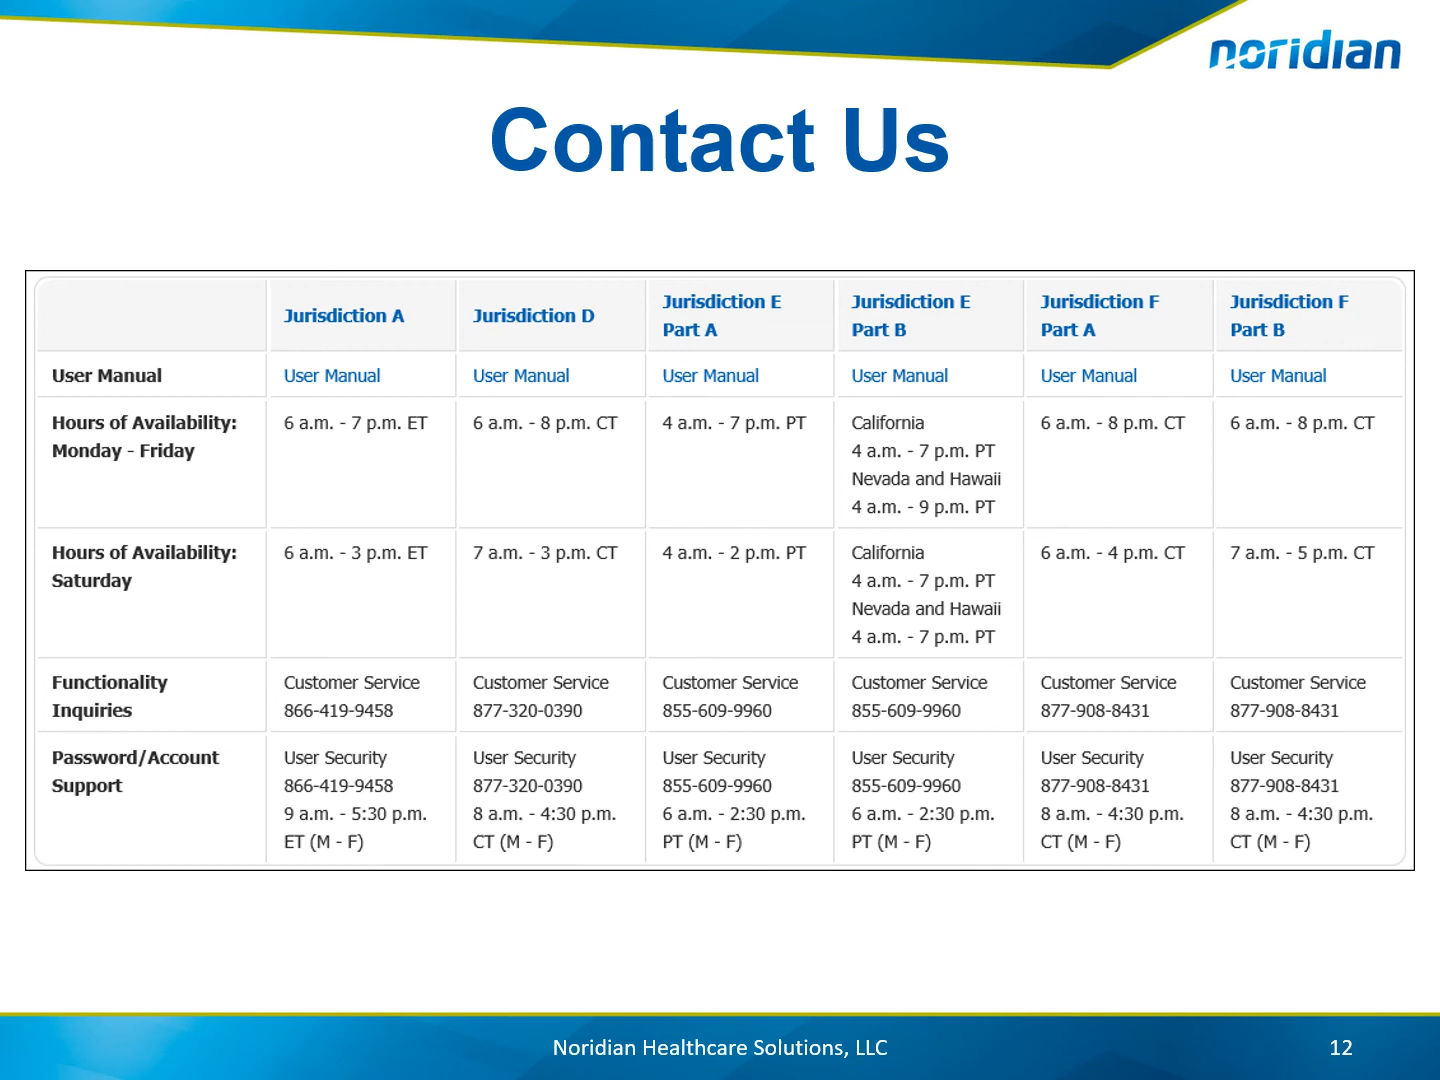 noridian
Contact Us
Jurisdiction A
Jurisdiction D
Jurisdiction E
Part A
Jurisdiction E
Part B
Jurisdiction F
Part A
Jurisdiction F
Part B
User Manual
User Manual
User Manual
User Manual
User Manual
User Manual
User Manual
Hours of Availability:
Monday - Friday
6 a.m. - 7 p.m. ET
6 a.m. - 8 p.m. CT
4 a.m. - 7 p.m. PT
California
4 a.m. - 7 p.m. PT
Nevada and Hawaii
4 a.m. - 9 p.m. PT
6 a.m. - 8 p.m. CT
6 a.m. - 8 p.m. CT
Hours of Availability:
Saturday
6 a.m. - 3 p.m. ET
7 a.m. - 3 p.m. CT
4 a.m. - 2 p.m. PT
California
4 a.m. - 7 p.m. PT
Nevada and Hawaii
4 a.m. - 7 p.m. PT
6 a.m. - 4 p.m. CT
7 a.m. - 5 p.m. CT
Functionality
Inquiries
Customer Service
866-419-9458
Customer Service
877-320-0390
Customer Service
855-609-9960
Customer Service
855-609-9960
Customer Service
877-908-8431
Customer Service
877-908-8431
Password/Account
Support
User Security
866-419-9458
9 a.m. - 5:30 p.m.
ET (M - F)
User Security
877-320-0390
8 a.m. - 4:30 p.m.
CT (M - F)
User Security
855-609-9960
6 a.m. - 2:30 p.m.
PT (M - F)
User Security
855-609-9960
6 a.m. - 2:30 p.m.
PT (M - F)
User Security
877-908-8431
8 a.m. - 4:30 p.m.
CT (M - F)
User Security
877-908-8431
8 a.m. - 4:30 p.m.
CT (M - F)
Noridian Healthcare Solutions, LLC
12